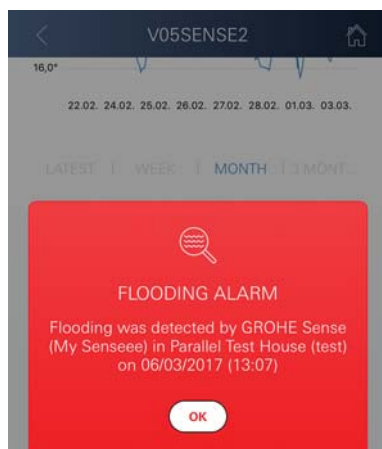 V05SENSE2
16,0°
22.02. 24.02. 25.02. 26.02. 27.02. 28.02. 01.03. 03.03.
LATEST | WEEK | MONTH | 3 MONT...
FLOODING ALARM
Flooding was detected by GROHE Sense
(My Senseee) in Parallel Test House (test)
on 06/03/2017 (13:07)
OK